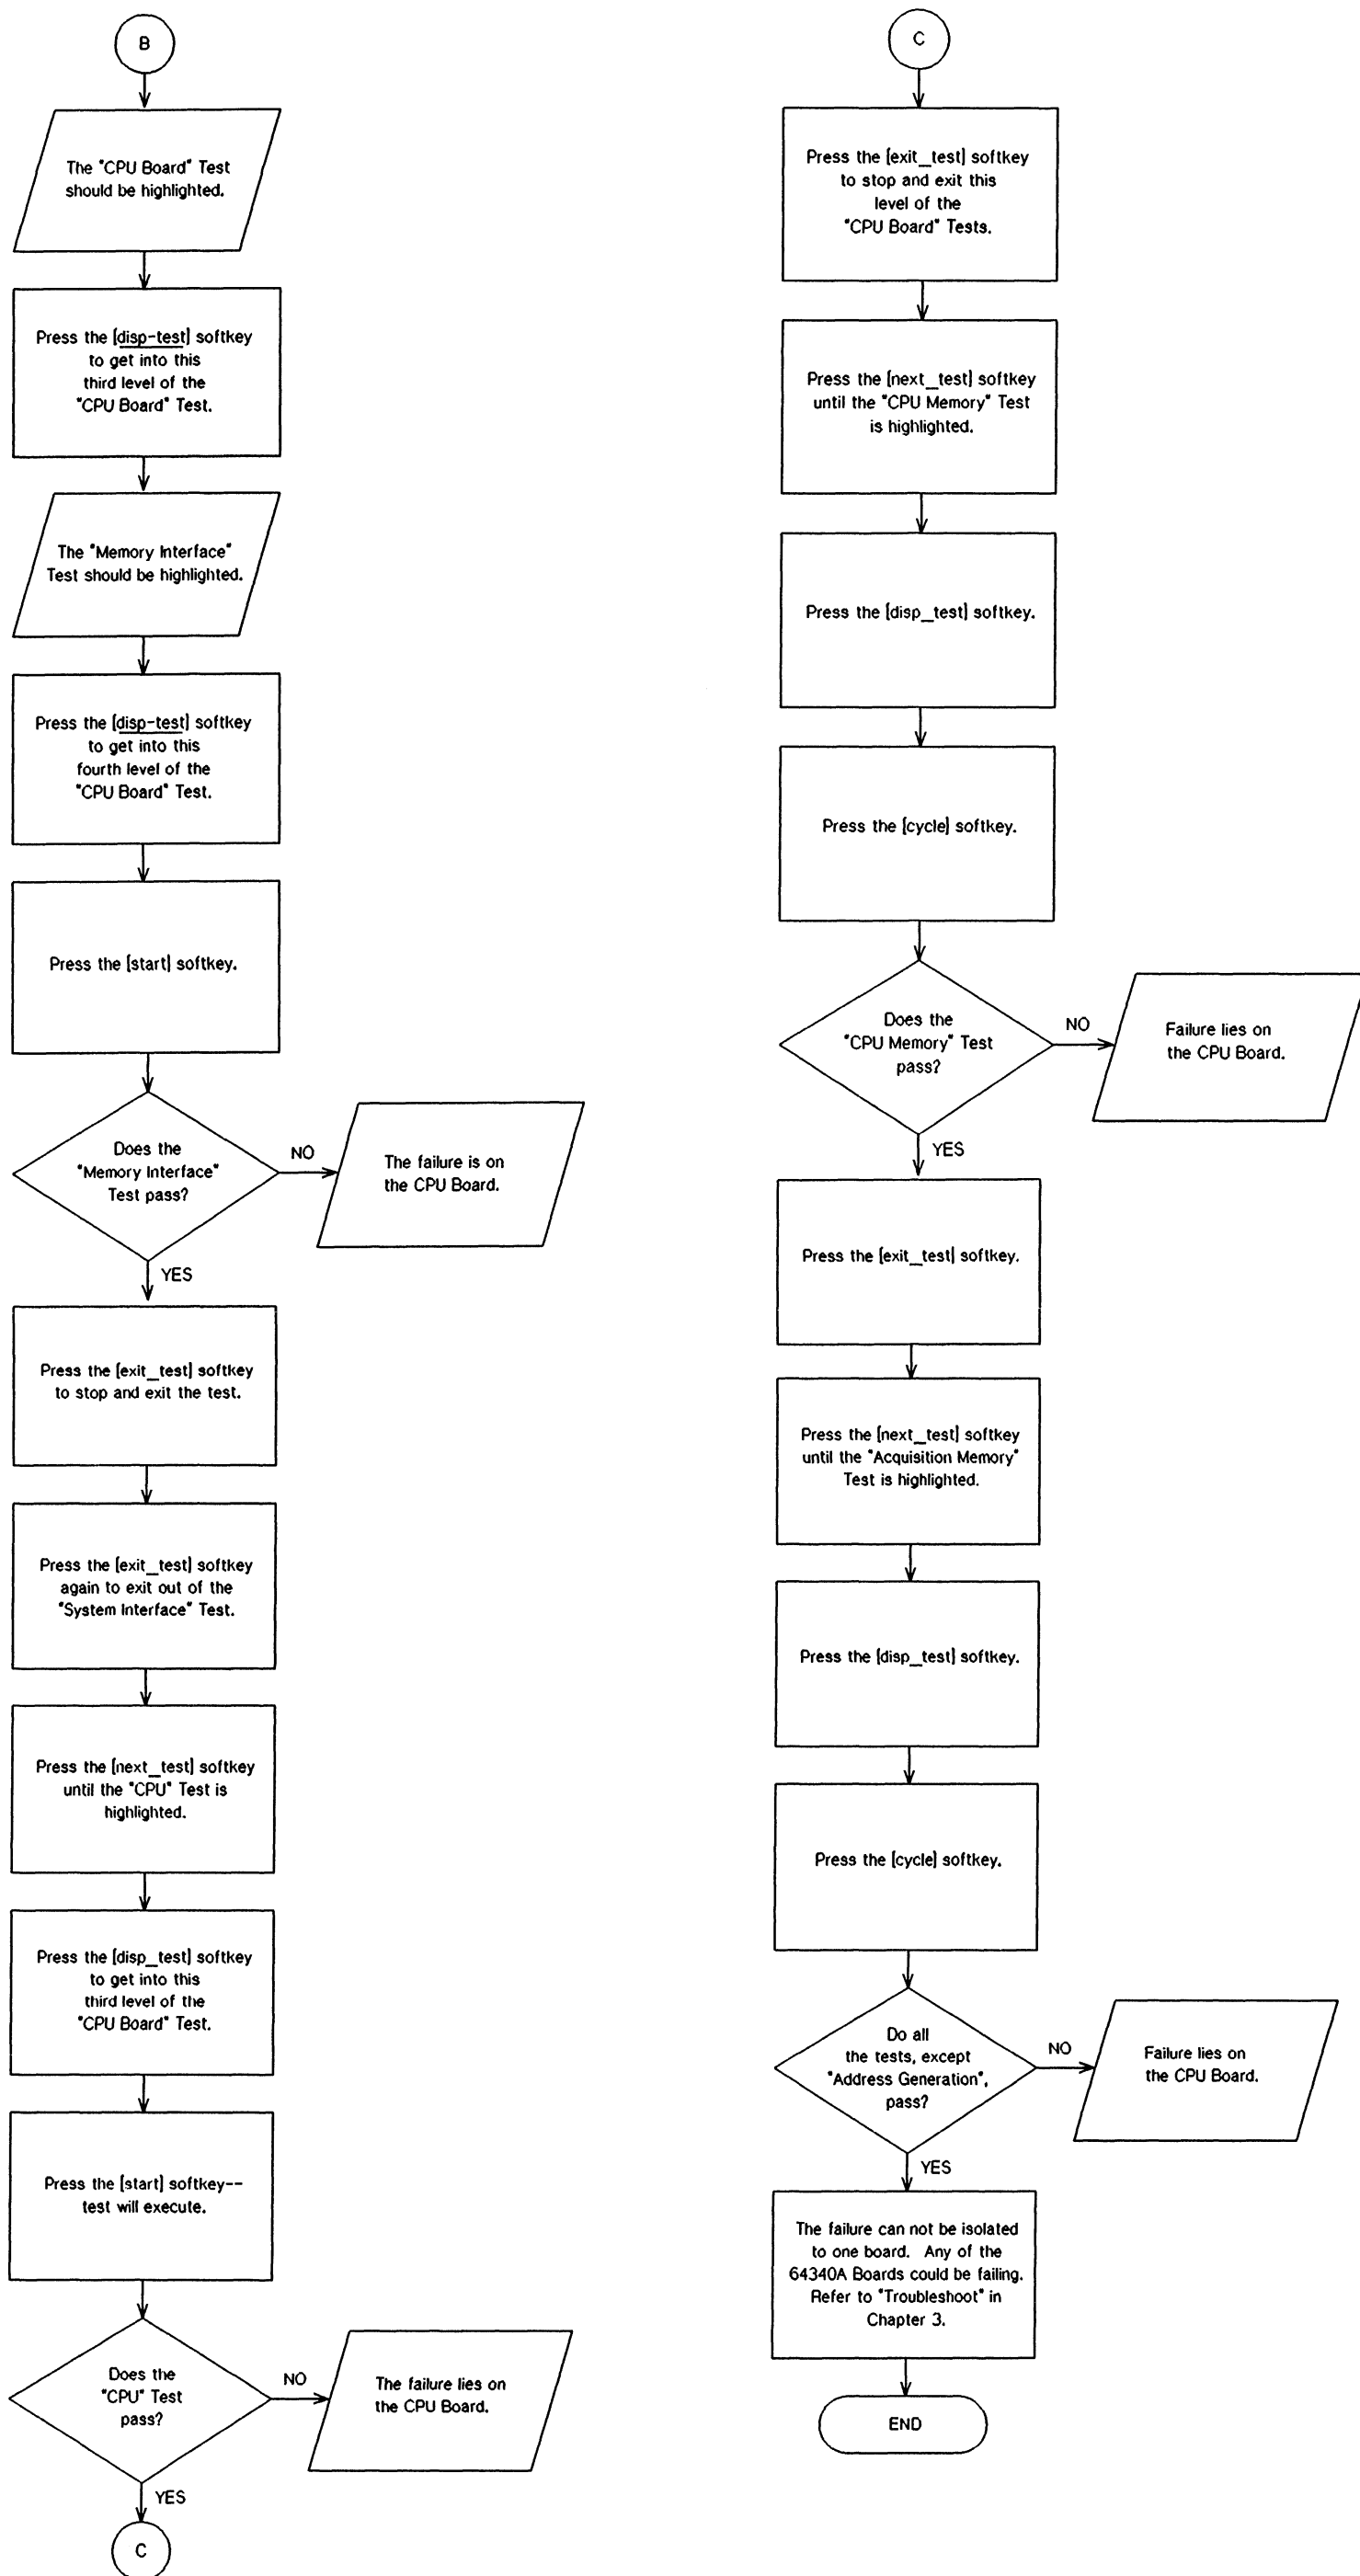 B
The "CPU Board" Test
should be highlighted.
Press the [disp-test] softkey
to get into this
third level of the
"CPU Board" Test.
The "Memory Interface"
Test should be highlighted.
Press the [disp-test] softkey
to get into this
fourth level of the
"CPU Board" Test.
Press the [start] softkey.
Does the
"Memory Interface"
Test pass?
NO
The failure is on
the CPU Board.
YES
Press the [exit_test] softkey
to stop and exit the test.
Press the [exit_test] softkey
again to exit out of the
"System Interface" Test.
Press the [next_test] softkey
until the "CPU" Test is
highlighted.
Press the [disp_test] softkey
to get into this
third level of the
"CPU Board" Test.
Press the [start] softkey--
test will execute.
Does the
"CPU" Test
pass?
NO
The failure lies on
the CPU Board.
YES
C
C
Press the [exit_test] softkey
to stop and exit this
level of the
"CPU Board" Tests.
Press the [next_test] softkey
until the "CPU Memory" Test
is highlighted.
Press the [disp_test] softkey.
Press the [cycle] softkey.
Does the
"CPU Memory" Test
pass?
NO
Failure lies on
the CPU Board.
YES
Press the [exit_test] softkey.
Press the [next_test] softkey
until the "Acquisition Memory"
Test is highlighted.
Press the [disp_test] softkey.
Press the [cycle] softkey.
Do all
the tests, except
"Address Generation",
pass?
NO
Failure lies on
the CPU Board.
YES
The failure can not be isolated
to one board. Any of the
64340A Boards could be failing.
Refer to "Troubleshoot" in
Chapter 3.
END